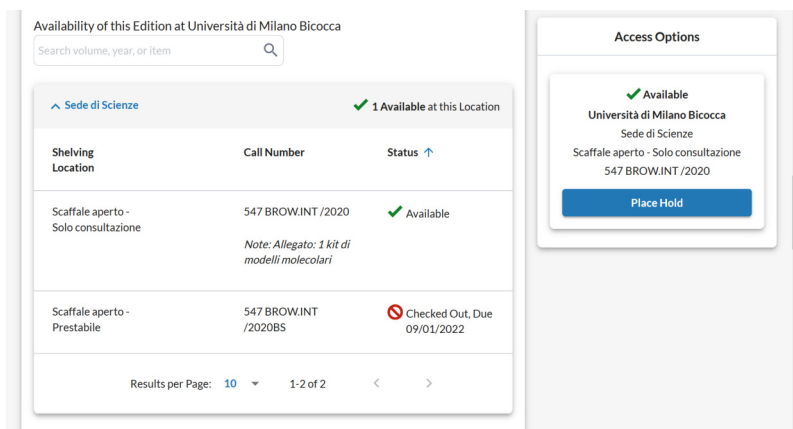 Availability of this Edition at Università di Milano Bicocca
Search volume, year, or item
Sede di Scienze
1 Available at this Location
Shelving
Location
Call Number
Status
Scaffale aperto -
Solo consultazione
547 BROW.INT /2020
Note: Allegato: 1 kit di
modelli molecolari
Available
Scaffale aperto -
Prestabile
547 BROW.INT
/2020BS
Checked Out, Due
09/01/2022
Results per Page: 10
1-2 of 2
Access Options
Available
Università di Milano Bicocca
Sede di Scienze
Scaffale aperto - Solo consultazione
547 BROW.INT /2020
Place Hold